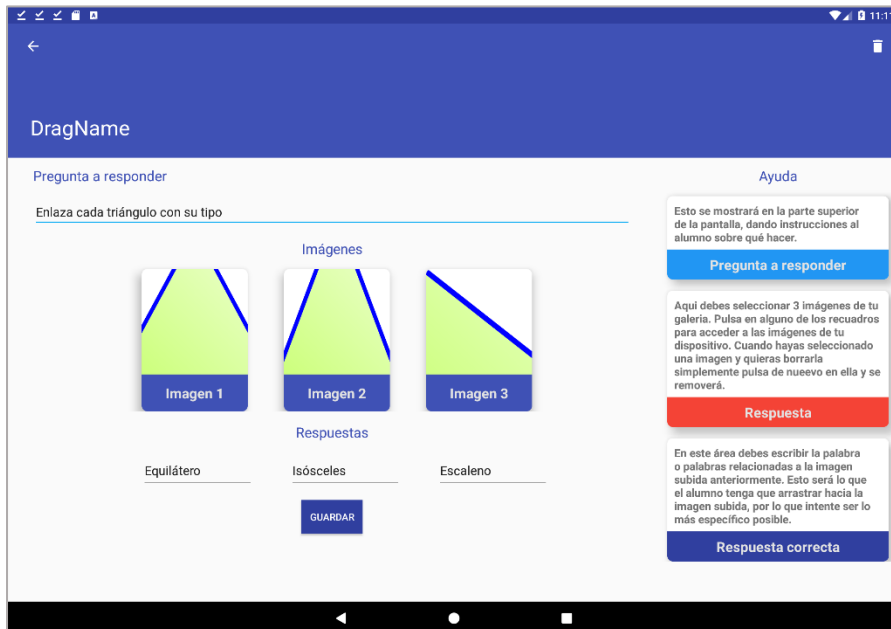 11:11
DragName
Pregunta a responder
Enlaza cada triángulo con su tipo
Imágenes
Imagen 1
Imagen 2
Imagen 3
Respuestas
Equilátero
Isósceles
Escaleno
GUARDAR
Ayuda
Esto se mostrará en la parte superior
de la pantalla, dando instrucciones al
alumno sobre qué hacer.
Pregunta a responder
Aqui debes seleccionar 3 imágenes de tu
galeria. Pulsa en alguno de los recuadros
para acceder a las imágenes de tu
dispositivo. Cuando hayas seleccionado
una imagen y quieras borrarla
simplemente pulsa de nueevo en ella y se
removerá.
Respuesta
En este área debes escribir la palabra
o palabras relacionadas a la imagen
subida anteriormente. Esto será lo que
el alumno tenga que arrastrar hacia la
imagen subida, por lo que intente ser lo
más específico posible.
Respuesta correcta